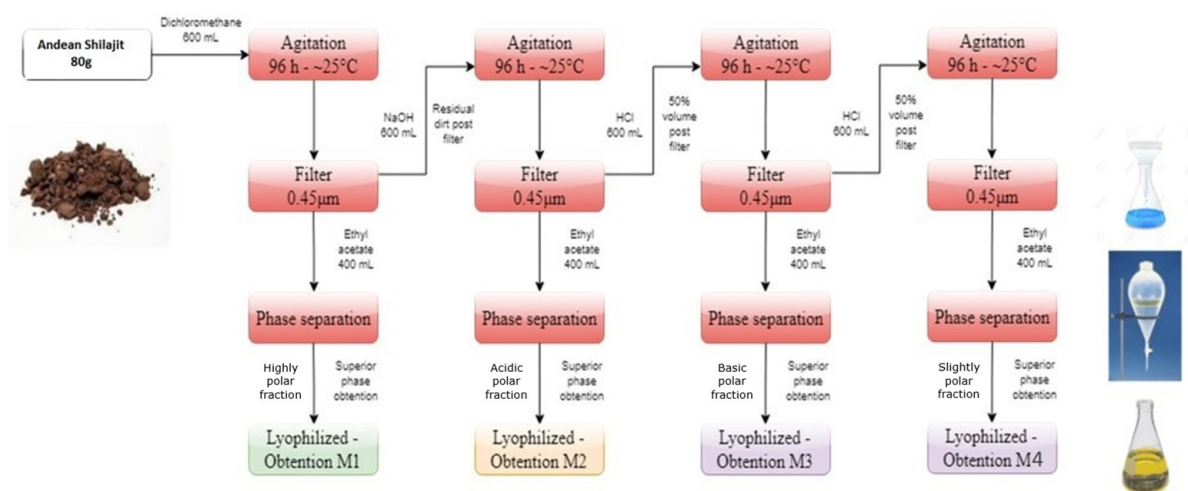 Andean Shilajit
80g
Dichloromethane
600 mL
Agitation
96 h - ~25°C
Filter
0.45µm
Ethyl
acetate
400 mL
Phase separation
Highly
polar
fraction
Superior
phase
obtention
Lyophilized -
Obtention M1
NaOH
600 mL
Residual
dirt post
filter
Agitation
96 h - ~25°C
Filter
0.45µm
Ethyl
acetate
400 mL
Phase separation
Acidic
polar
fraction
Superior
phase
obtention
Lyophilized -
Obtention M2
HCl
600 mL
50%
volume
post
filter
Agitation
96 h - ~25°C
Filter
0.45µm
Ethyl
acetate
400 mL
Phase separation
Basic
polar
fraction
Superior
phase
obtention
Lyophilized -
Obtention M3
HCl
600 mL
50%
volume
post
filter
Agitation
96 h - ~25°C
Filter
0.45µm
Ethyl
acetate
400 mL
Phase separation
Slightly
polar
fraction
Superior
phase
obtention
Lyophilized -
Obtention M4